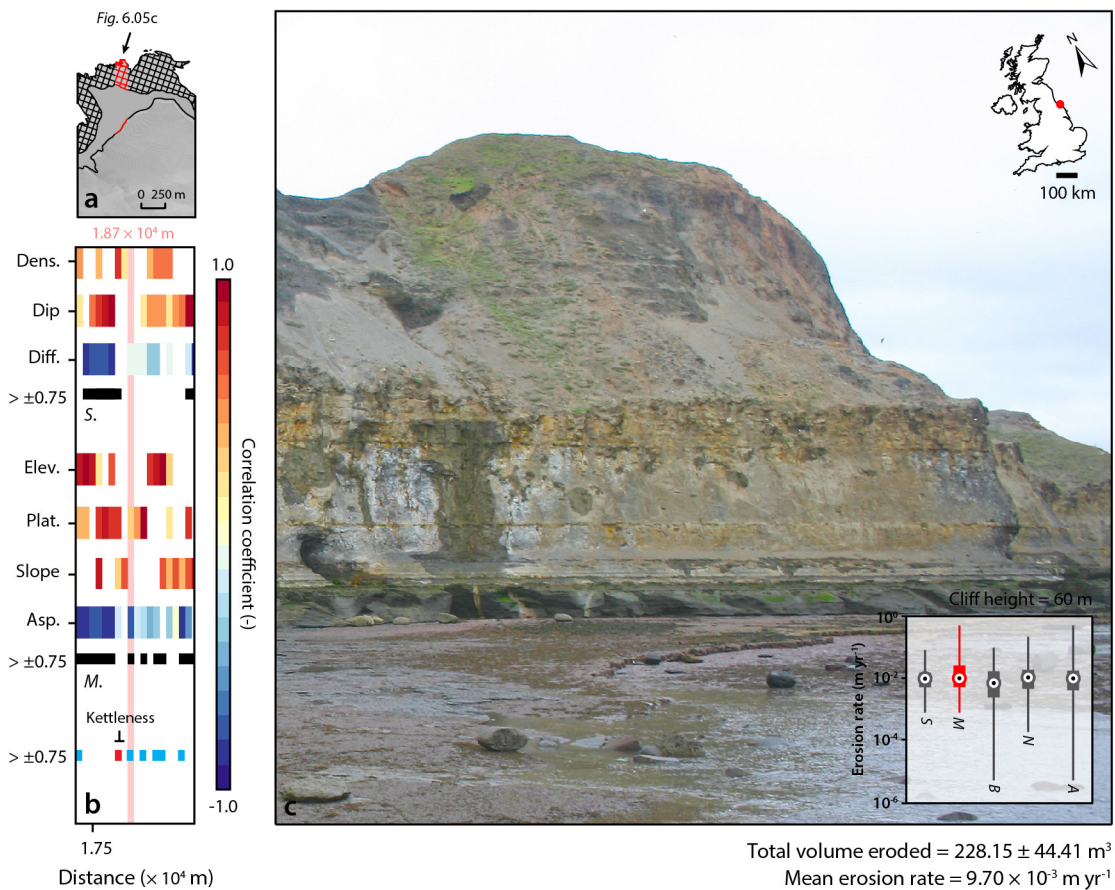 Fig. 6.05c
0 250 m
a
1.87 × 10⁴ m
Dens.
Dip
Diff.
> ±0.75
S.
Elev.
Plat.
Slope
Asp.
> ±0.75
M.
Kettleness
> ±0.75
b
1.75
Distance (× 10⁴ m)
1.0
Correlation coefficient (-)
-1.0
N
100 km
c
Cliff height = 60 m
Erosion rate (m yr⁻¹)
10⁰
10⁻²
10⁻⁴
10⁻⁶
S
M
B
N
A
Total volume eroded = 228.15 ± 44.41 m³
Mean erosion rate = 9.70 × 10⁻³ m yr⁻¹